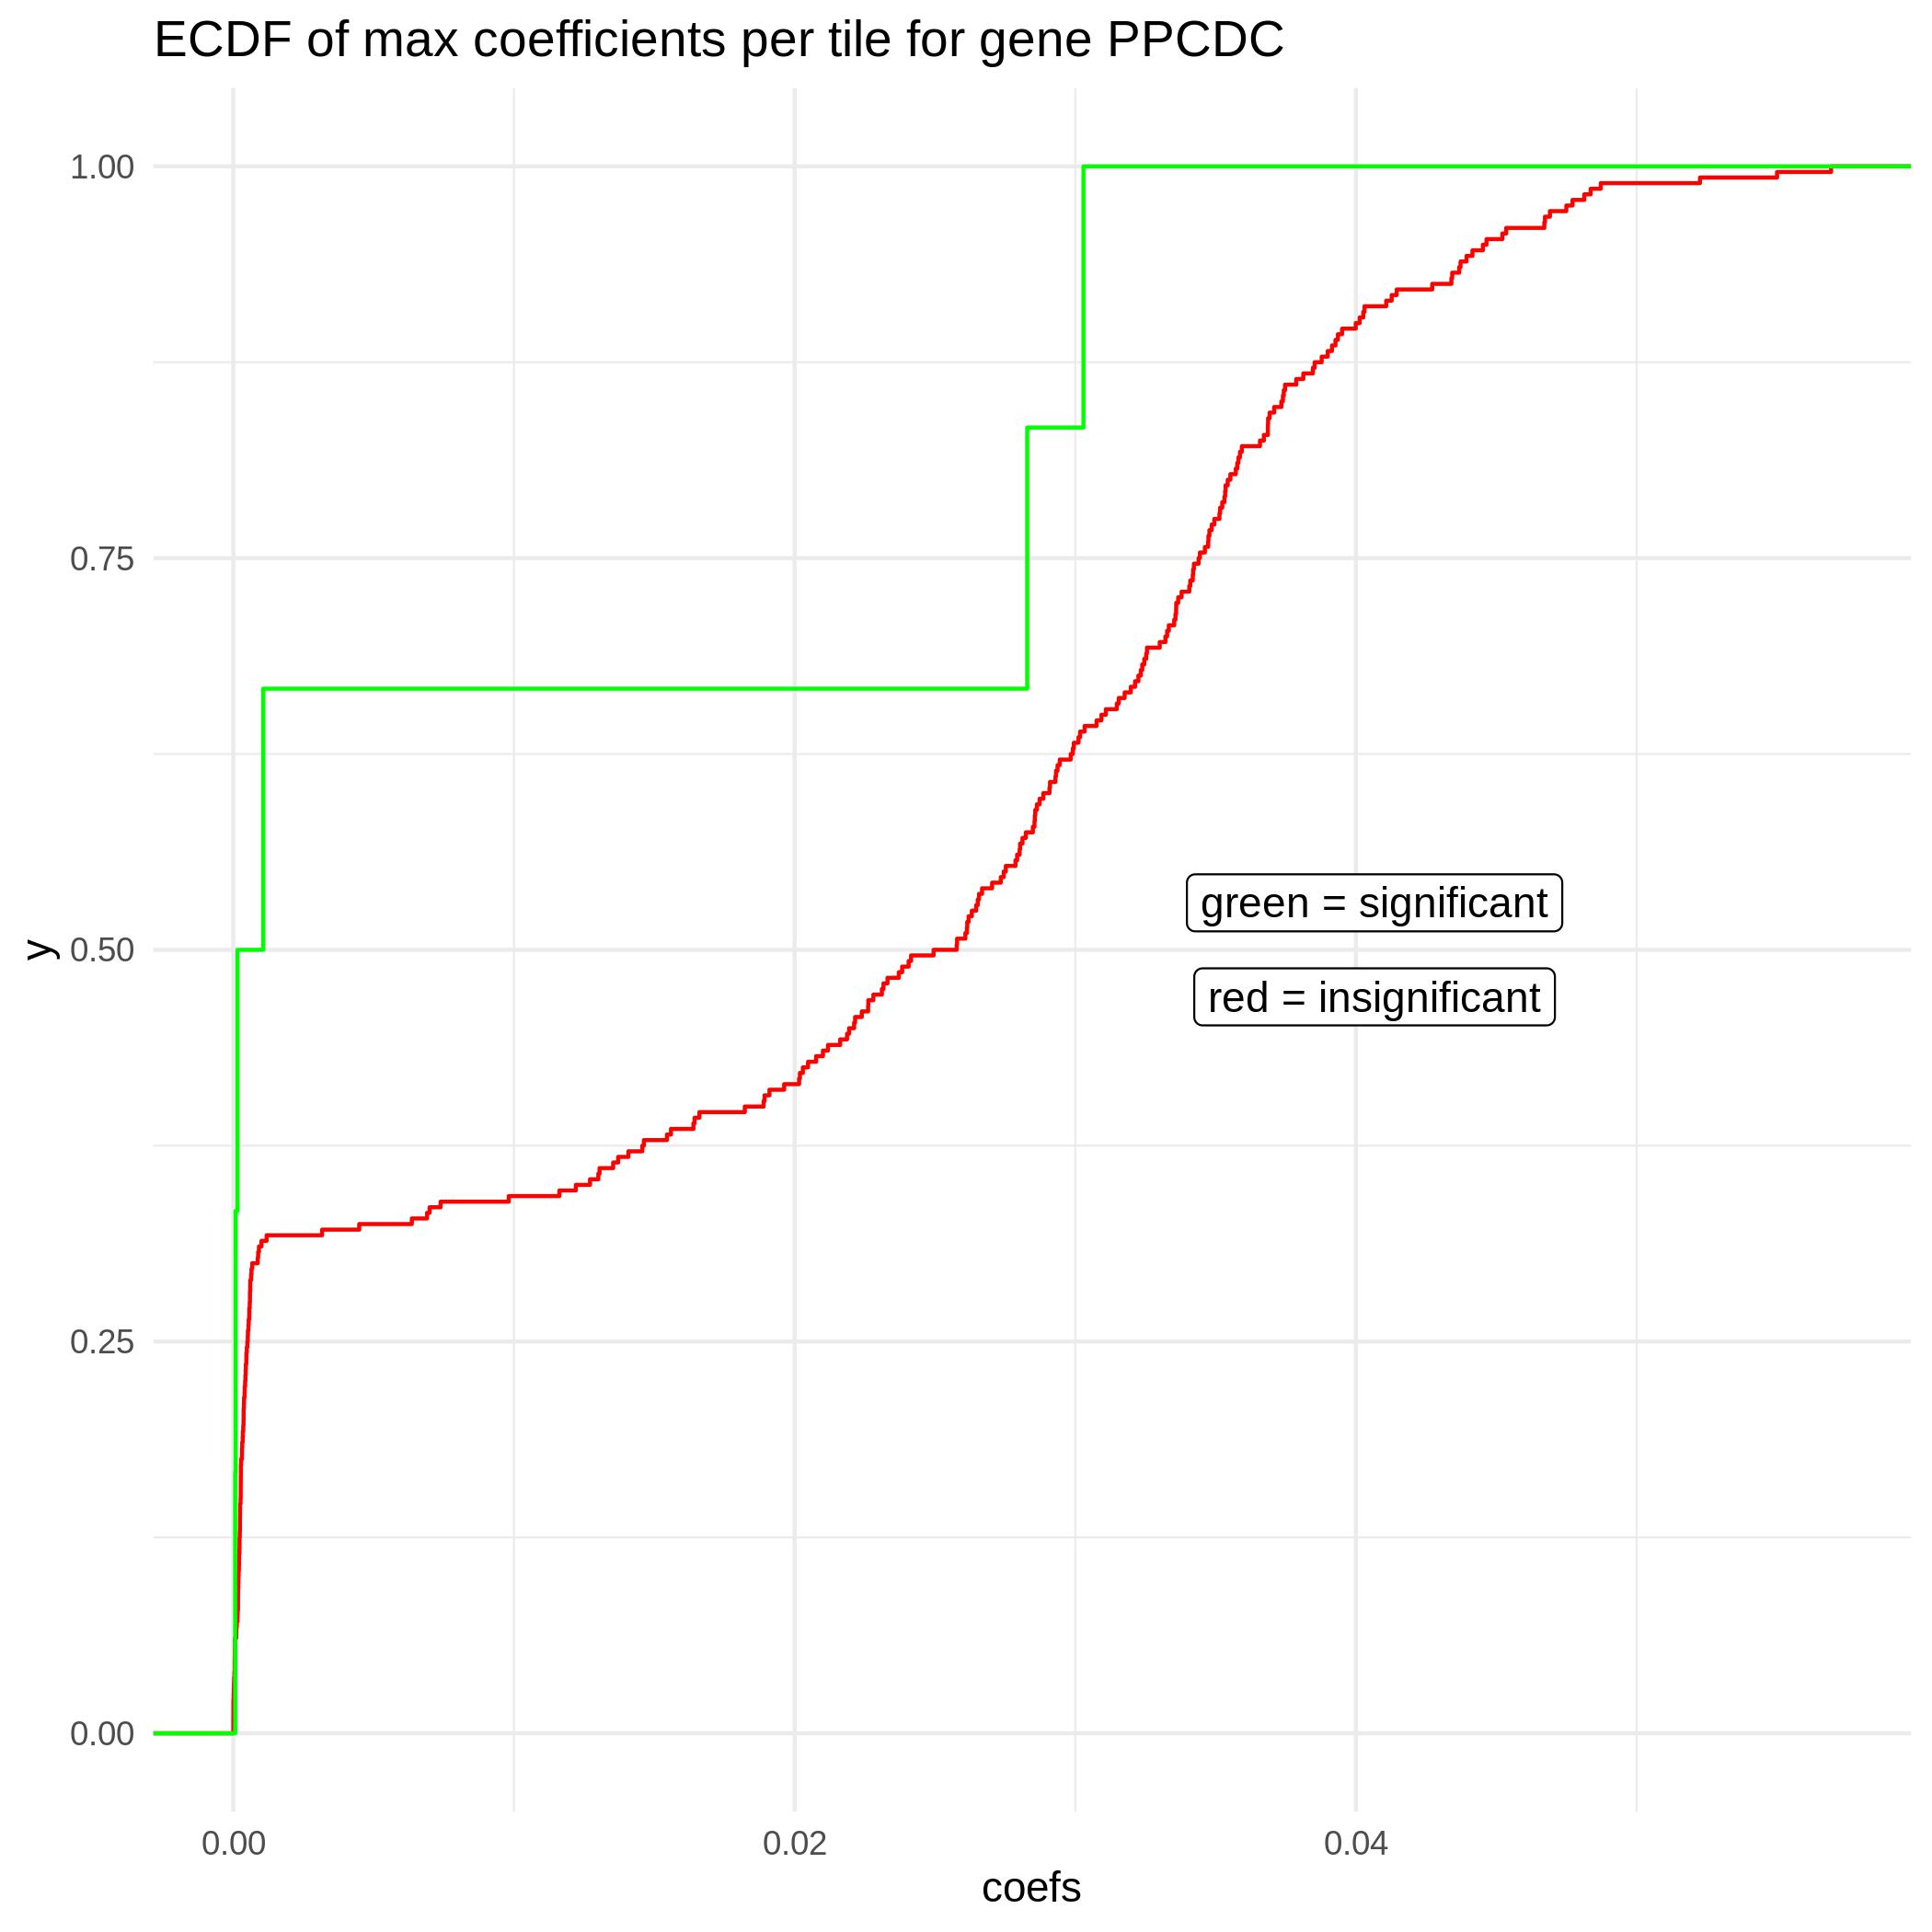 ECDF of max coefficients per tile for gene PPCDC
1.00
0.75
0.50
0.25
0.00
y
green = significant
red = insignificant
0.00 0.02 0.04
coefs